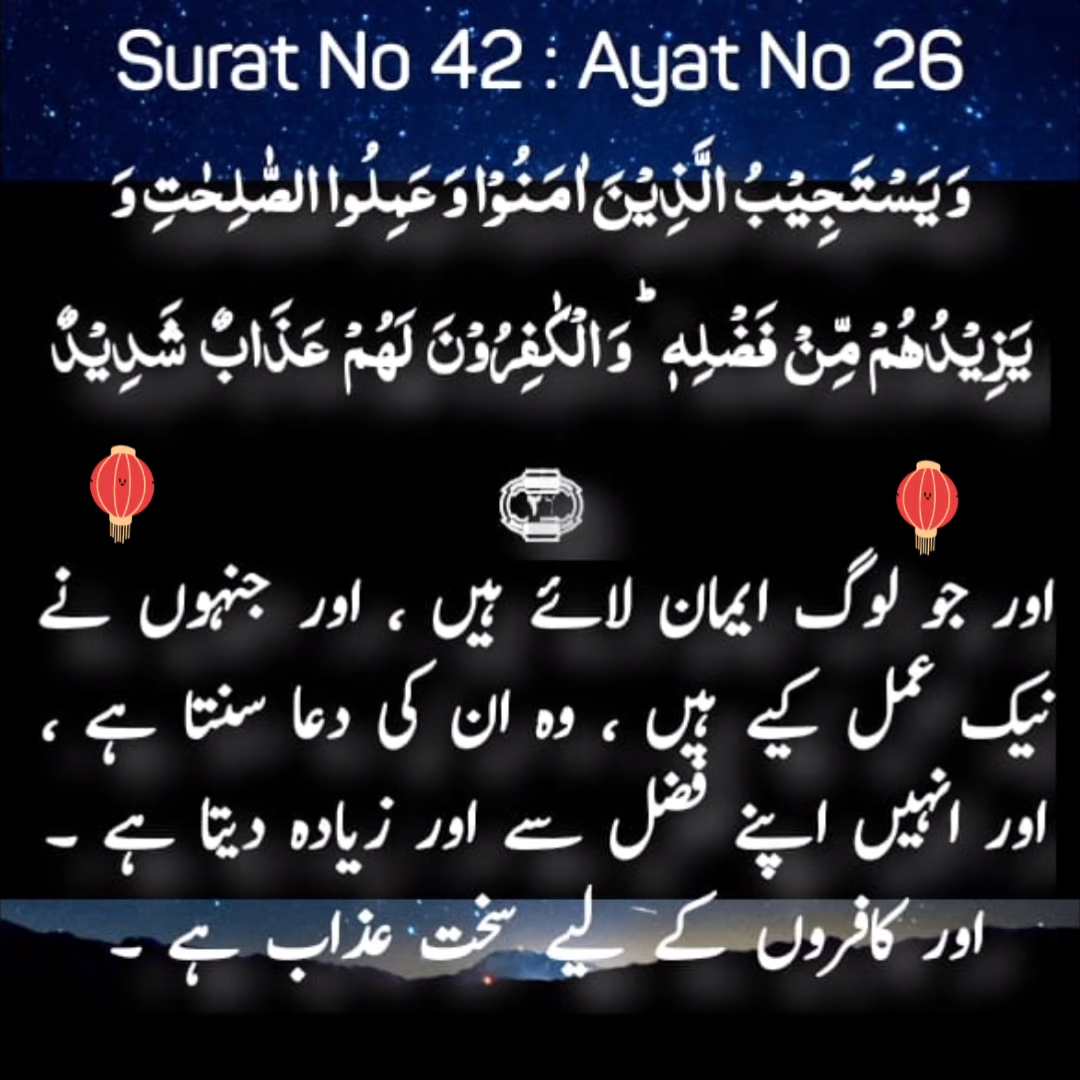 Surat No 42 : Ayat No 26
وَ یَسۡتَجِیۡبُ الَّذِیۡنَ اٰمَنُوۡا وَ عَمِلُوا الصّٰلِحٰتِ وَ
یَزِیۡدُهُمۡ مِّنۡ فَضۡلِهٖ ؕ وَ الۡکٰفِرُوۡنَ لَهُمۡ عَذَابٌ شَدِیۡدٌ
اور جو لوگ ایمان لائے ہیں ، اور جنہوں نے
نیک عمل کیے ہیں ، وہ ان کی دعا سنتا ہے ،
اور انہیں اپنے فضل سے اور زیادہ دیتا ہے ۔
اور کافروں کے لیے سخت عذاب ہے ۔